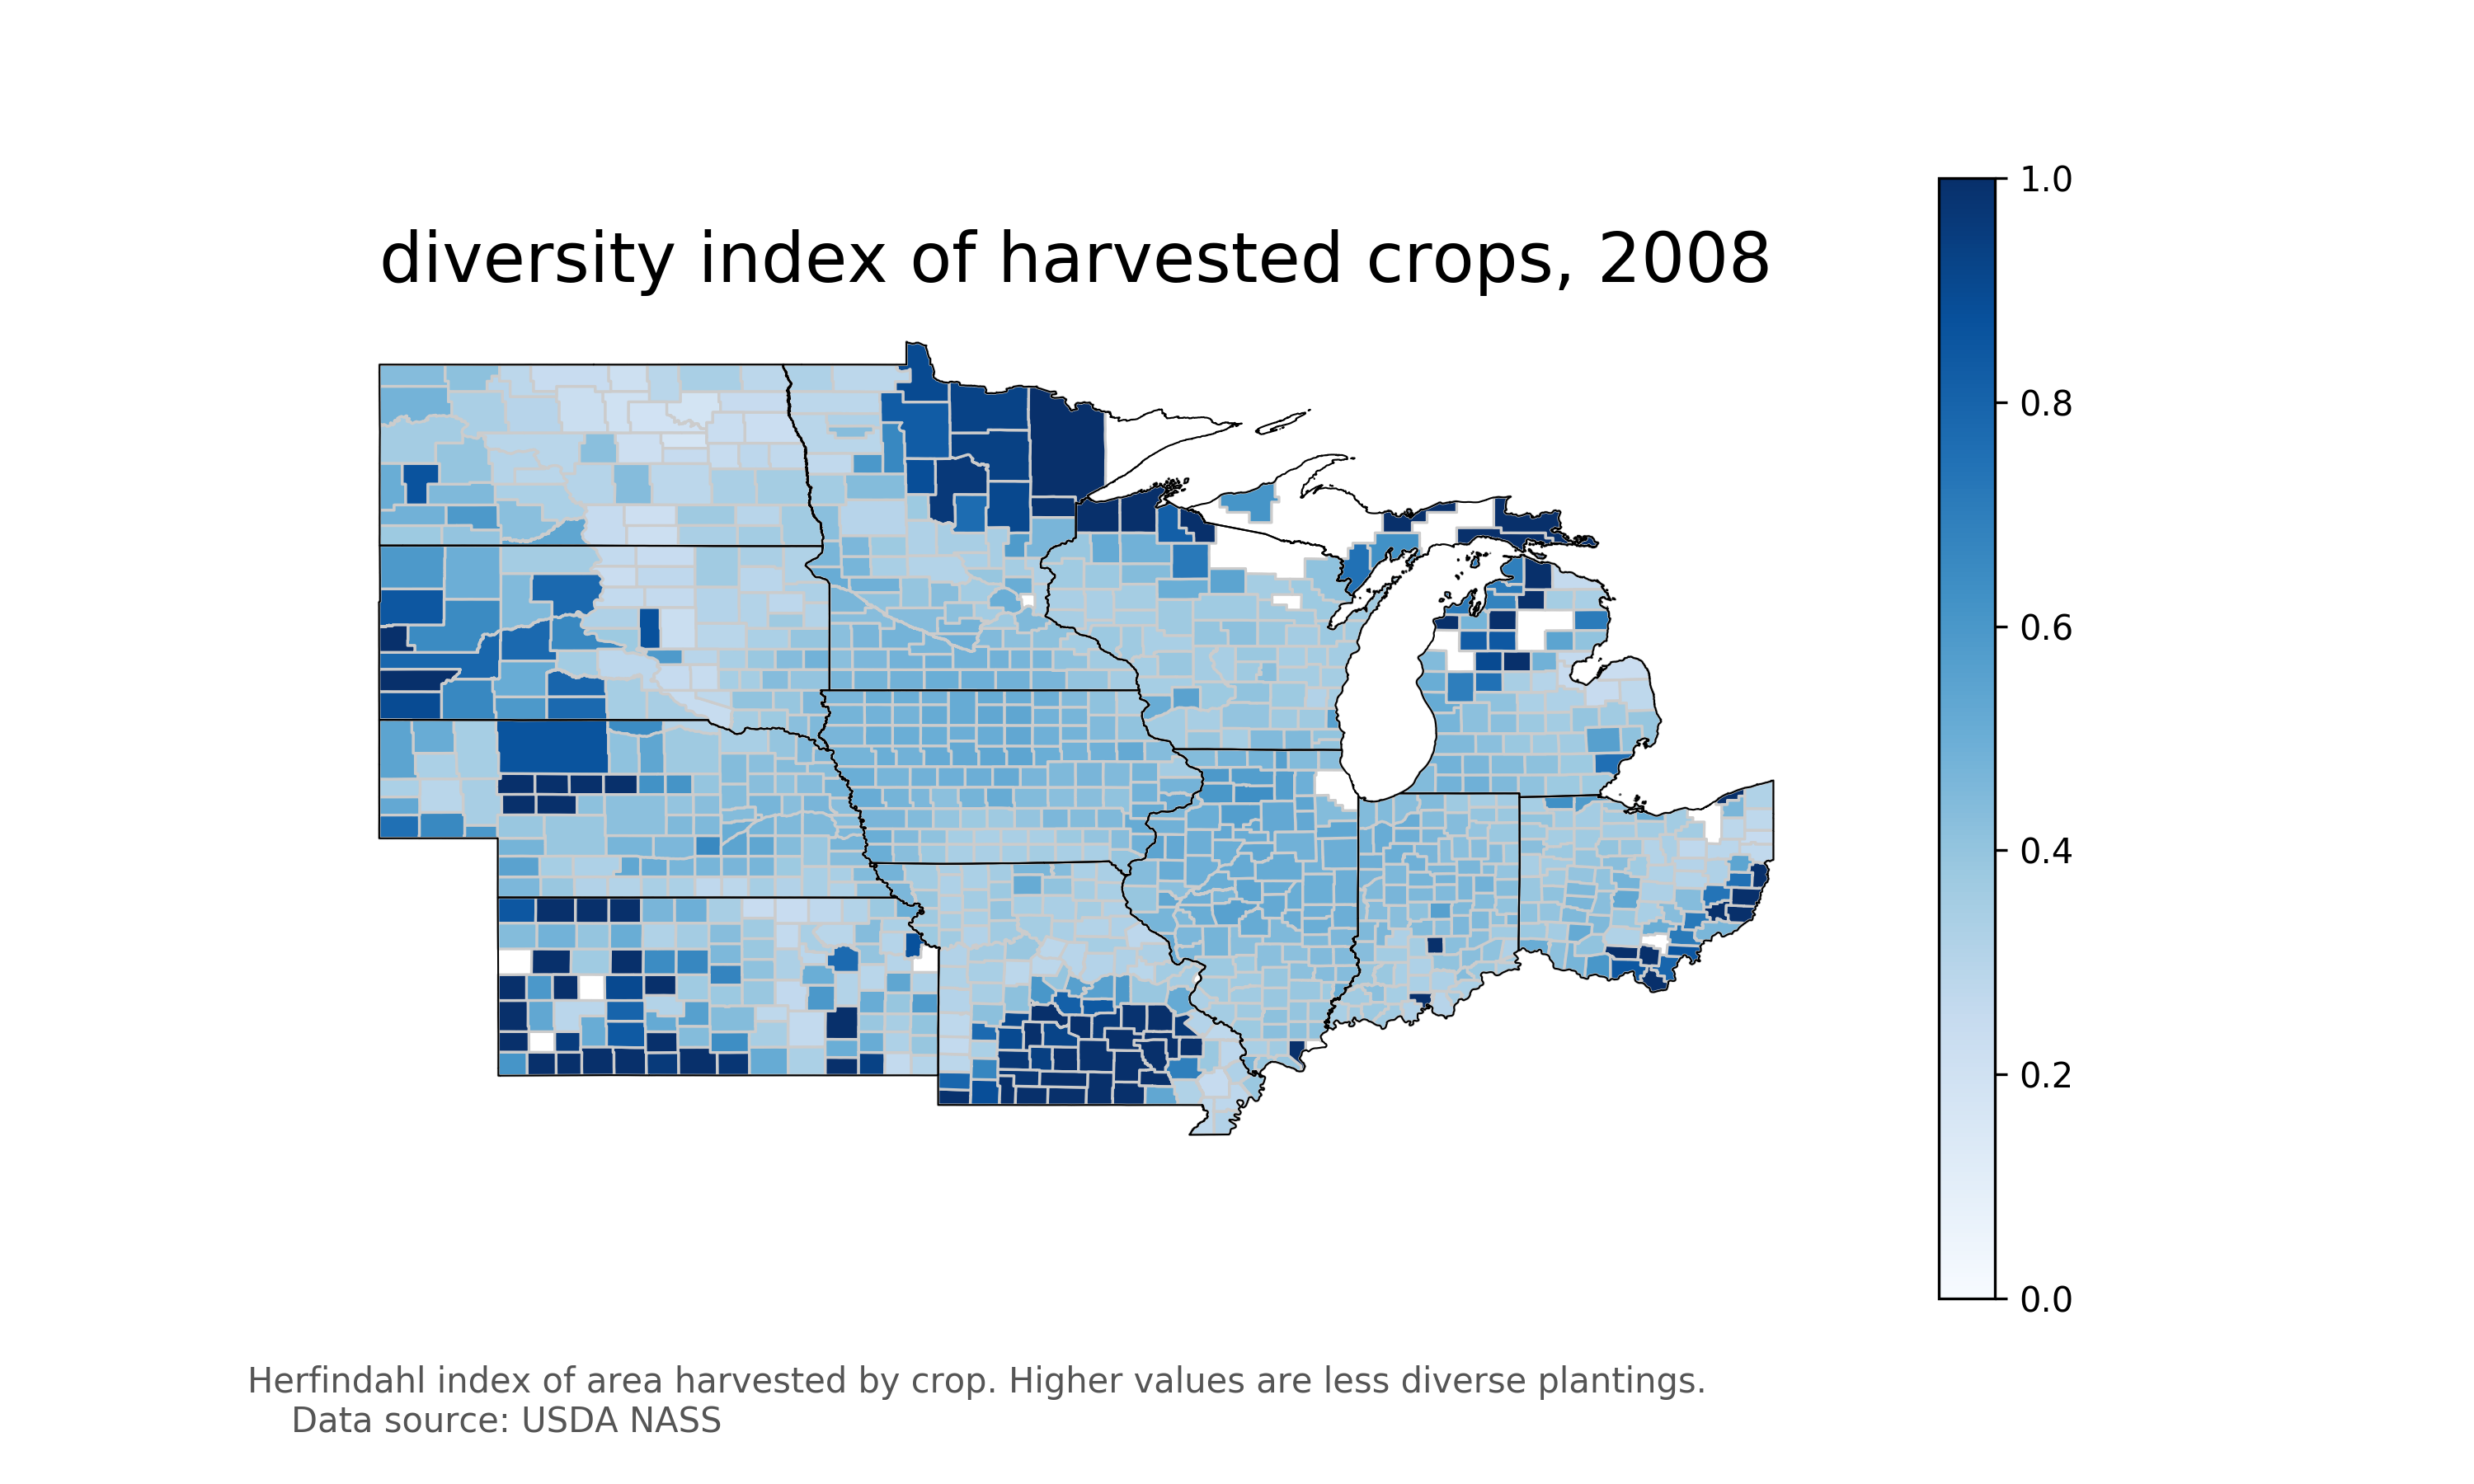 diversity index of harvested crops, 2008
1.0
0.8
0.6
0.4
0.2
0.0
Herfindahl index of area harvested by crop. Higher values are less diverse plantings.
Data source: USDA NASS